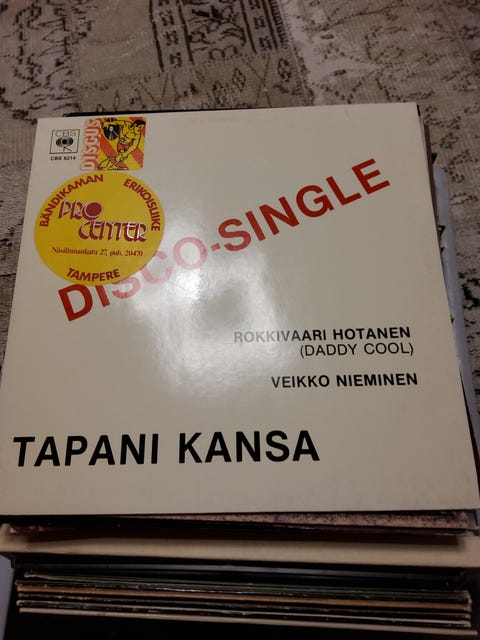 CBS
CBS 6214
DISCUS
BÄNDIKAMAN ERIKOISLIIKE
PRO
CENTER
Näsilinnankatu 27, puh. 20470
TAMPERE
DISCO-SINGLE
ROKKIVAARI HOTANEN
(DADDY COOL)
VEIKKO NIEMINEN
TAPANI KANSA